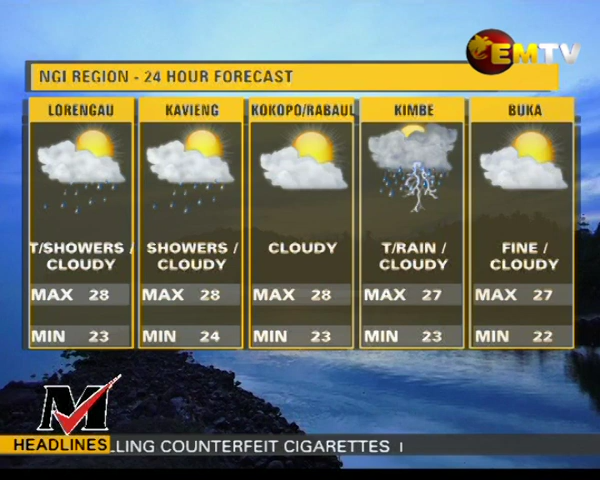 EMTV
NGI REGION - 24 HOUR FORECAST
LORENGAU
T/SHOWERS /
CLOUDY
MAX 28
MIN 23
KAVIENG
SHOWERS /
CLOUDY
MAX 28
MIN 24
KOKOPO/RABAUL
CLOUDY
MAX 28
MIN 23
KIMBE
T/RAIN /
CLOUDY
MAX 27
MIN 23
BUKA
FINE /
CLOUDY
MAX 27
MIN 22
M
HEADLINES
LLING COUNTERFEIT CIGARETTES